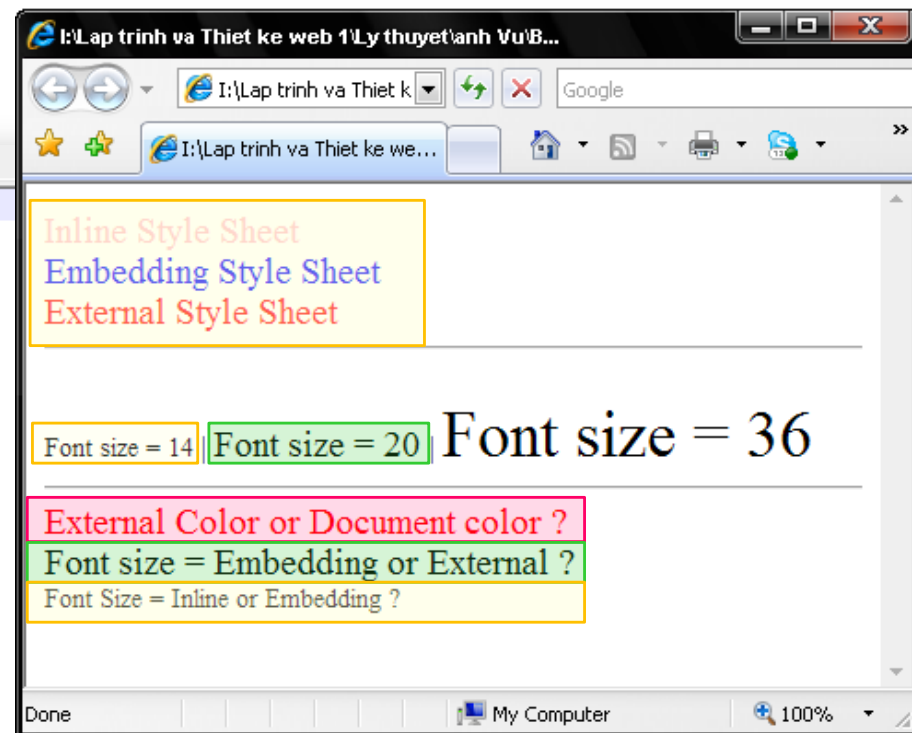 I:\Lap trinh va Thiet ke web 1\Ly thuyet\anh Vu\B...
I:\Lap trinh va Thiet k
Google
I:\Lap trinh va Thiet ke we...
»
Inline Style Sheet
Embedding Style Sheet
External Style Sheet
Font size = 14 | Font size = 20 | Font size = 36
External Color or Document color ?
Font size = Embedding or External ?
Font Size = Inline or Embedding ?
Done My Computer 100%